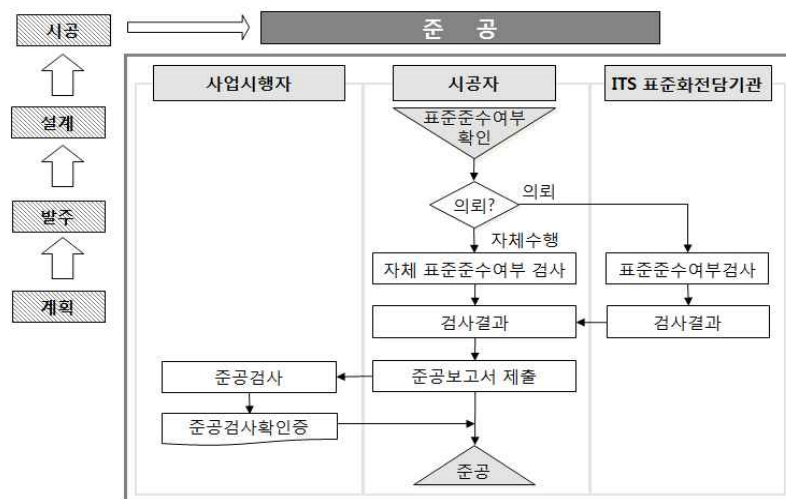 시공
준 공
사업시행자
시공자
ITS 표준화전담기관
설계
표준준수여부
확인
의뢰?
의뢰
발주
자체수행
자체 표준준수여부 검사
표준준수여부검사
계획
검사결과
검사결과
준공검사
준공보고서 제출
준공검사확인증
준공